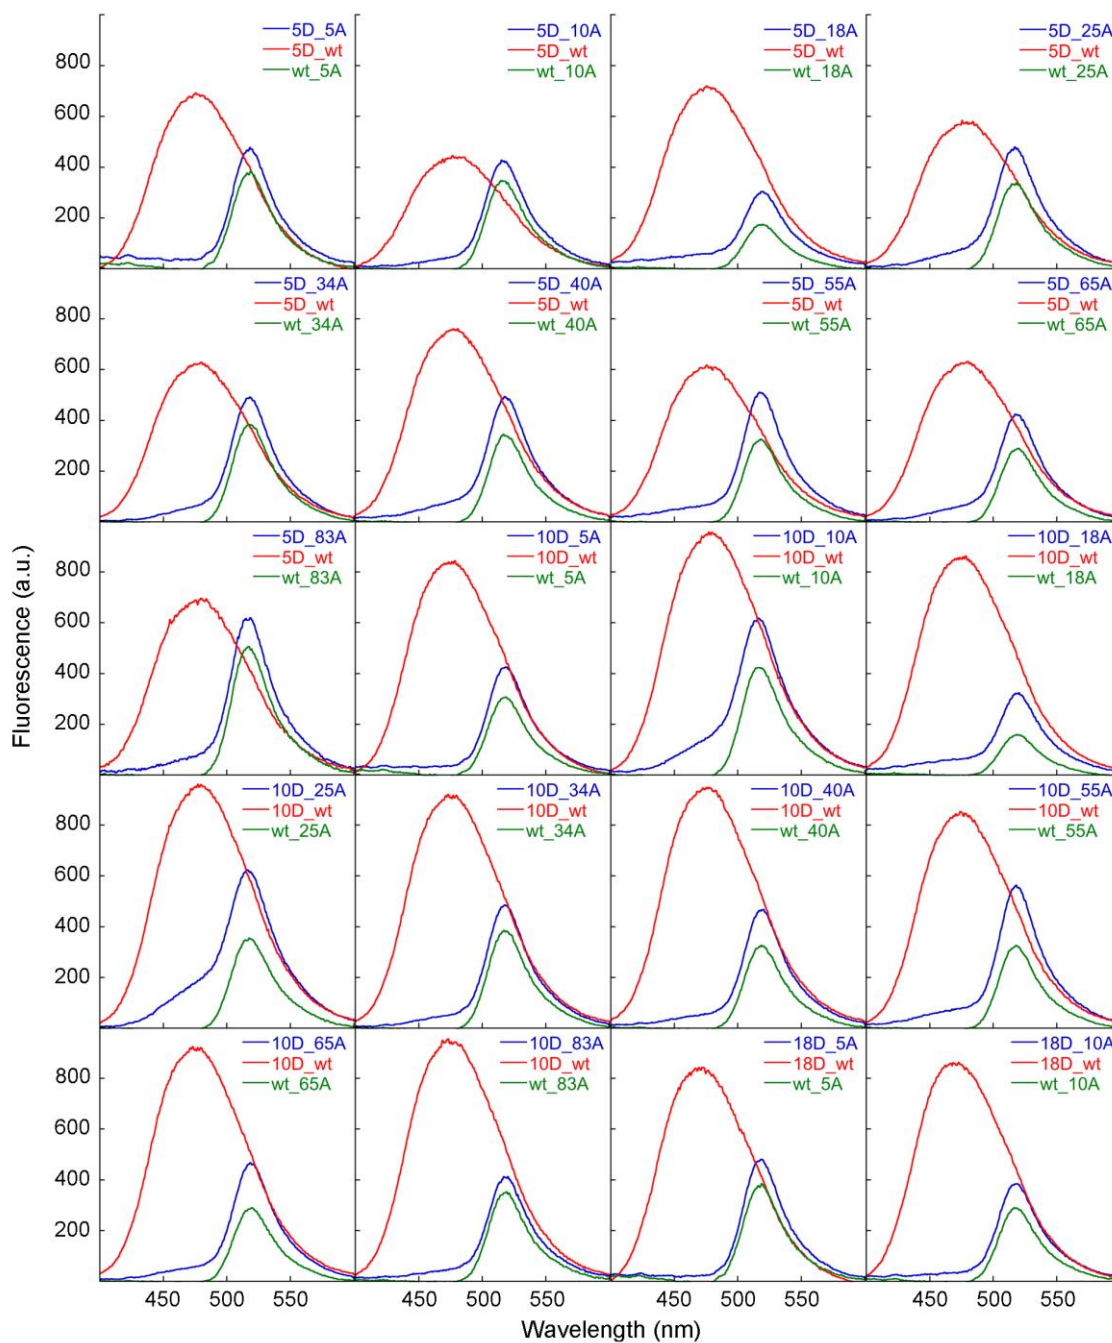 5D_5A
5D_wt
wt_5A
5D_10A
5D_wt
wt_10A
5D_18A
5D_wt
wt_18A
5D_25A
5D_wt
wt_25A
800
600
400
200
5D_34A
5D_wt
wt_34A
5D_40A
5D_wt
wt_40A
5D_55A
5D_wt
wt_55A
5D_65A
5D_wt
wt_65A
800
600
400
200
Fluorescence (a.u.)
5D_83A
5D_wt
wt_83A
10D_5A
10D_wt
wt_5A
10D_10A
10D_wt
wt_10A
10D_18A
10D_wt
wt_18A
800
600
400
200
10D_25A
10D_wt
wt_25A
10D_34A
10D_wt
wt_34A
10D_40A
10D_wt
wt_40A
10D_55A
10D_wt
wt_55A
800
600
400
200
10D_65A
10D_wt
wt_65A
10D_83A
10D_wt
wt_83A
18D_5A
18D_wt
wt_5A
18D_10A
18D_wt
wt_10A
800
600
400
200
450 500 550 450 500 550 450 500 550 450 500 550
Wavelength (nm)